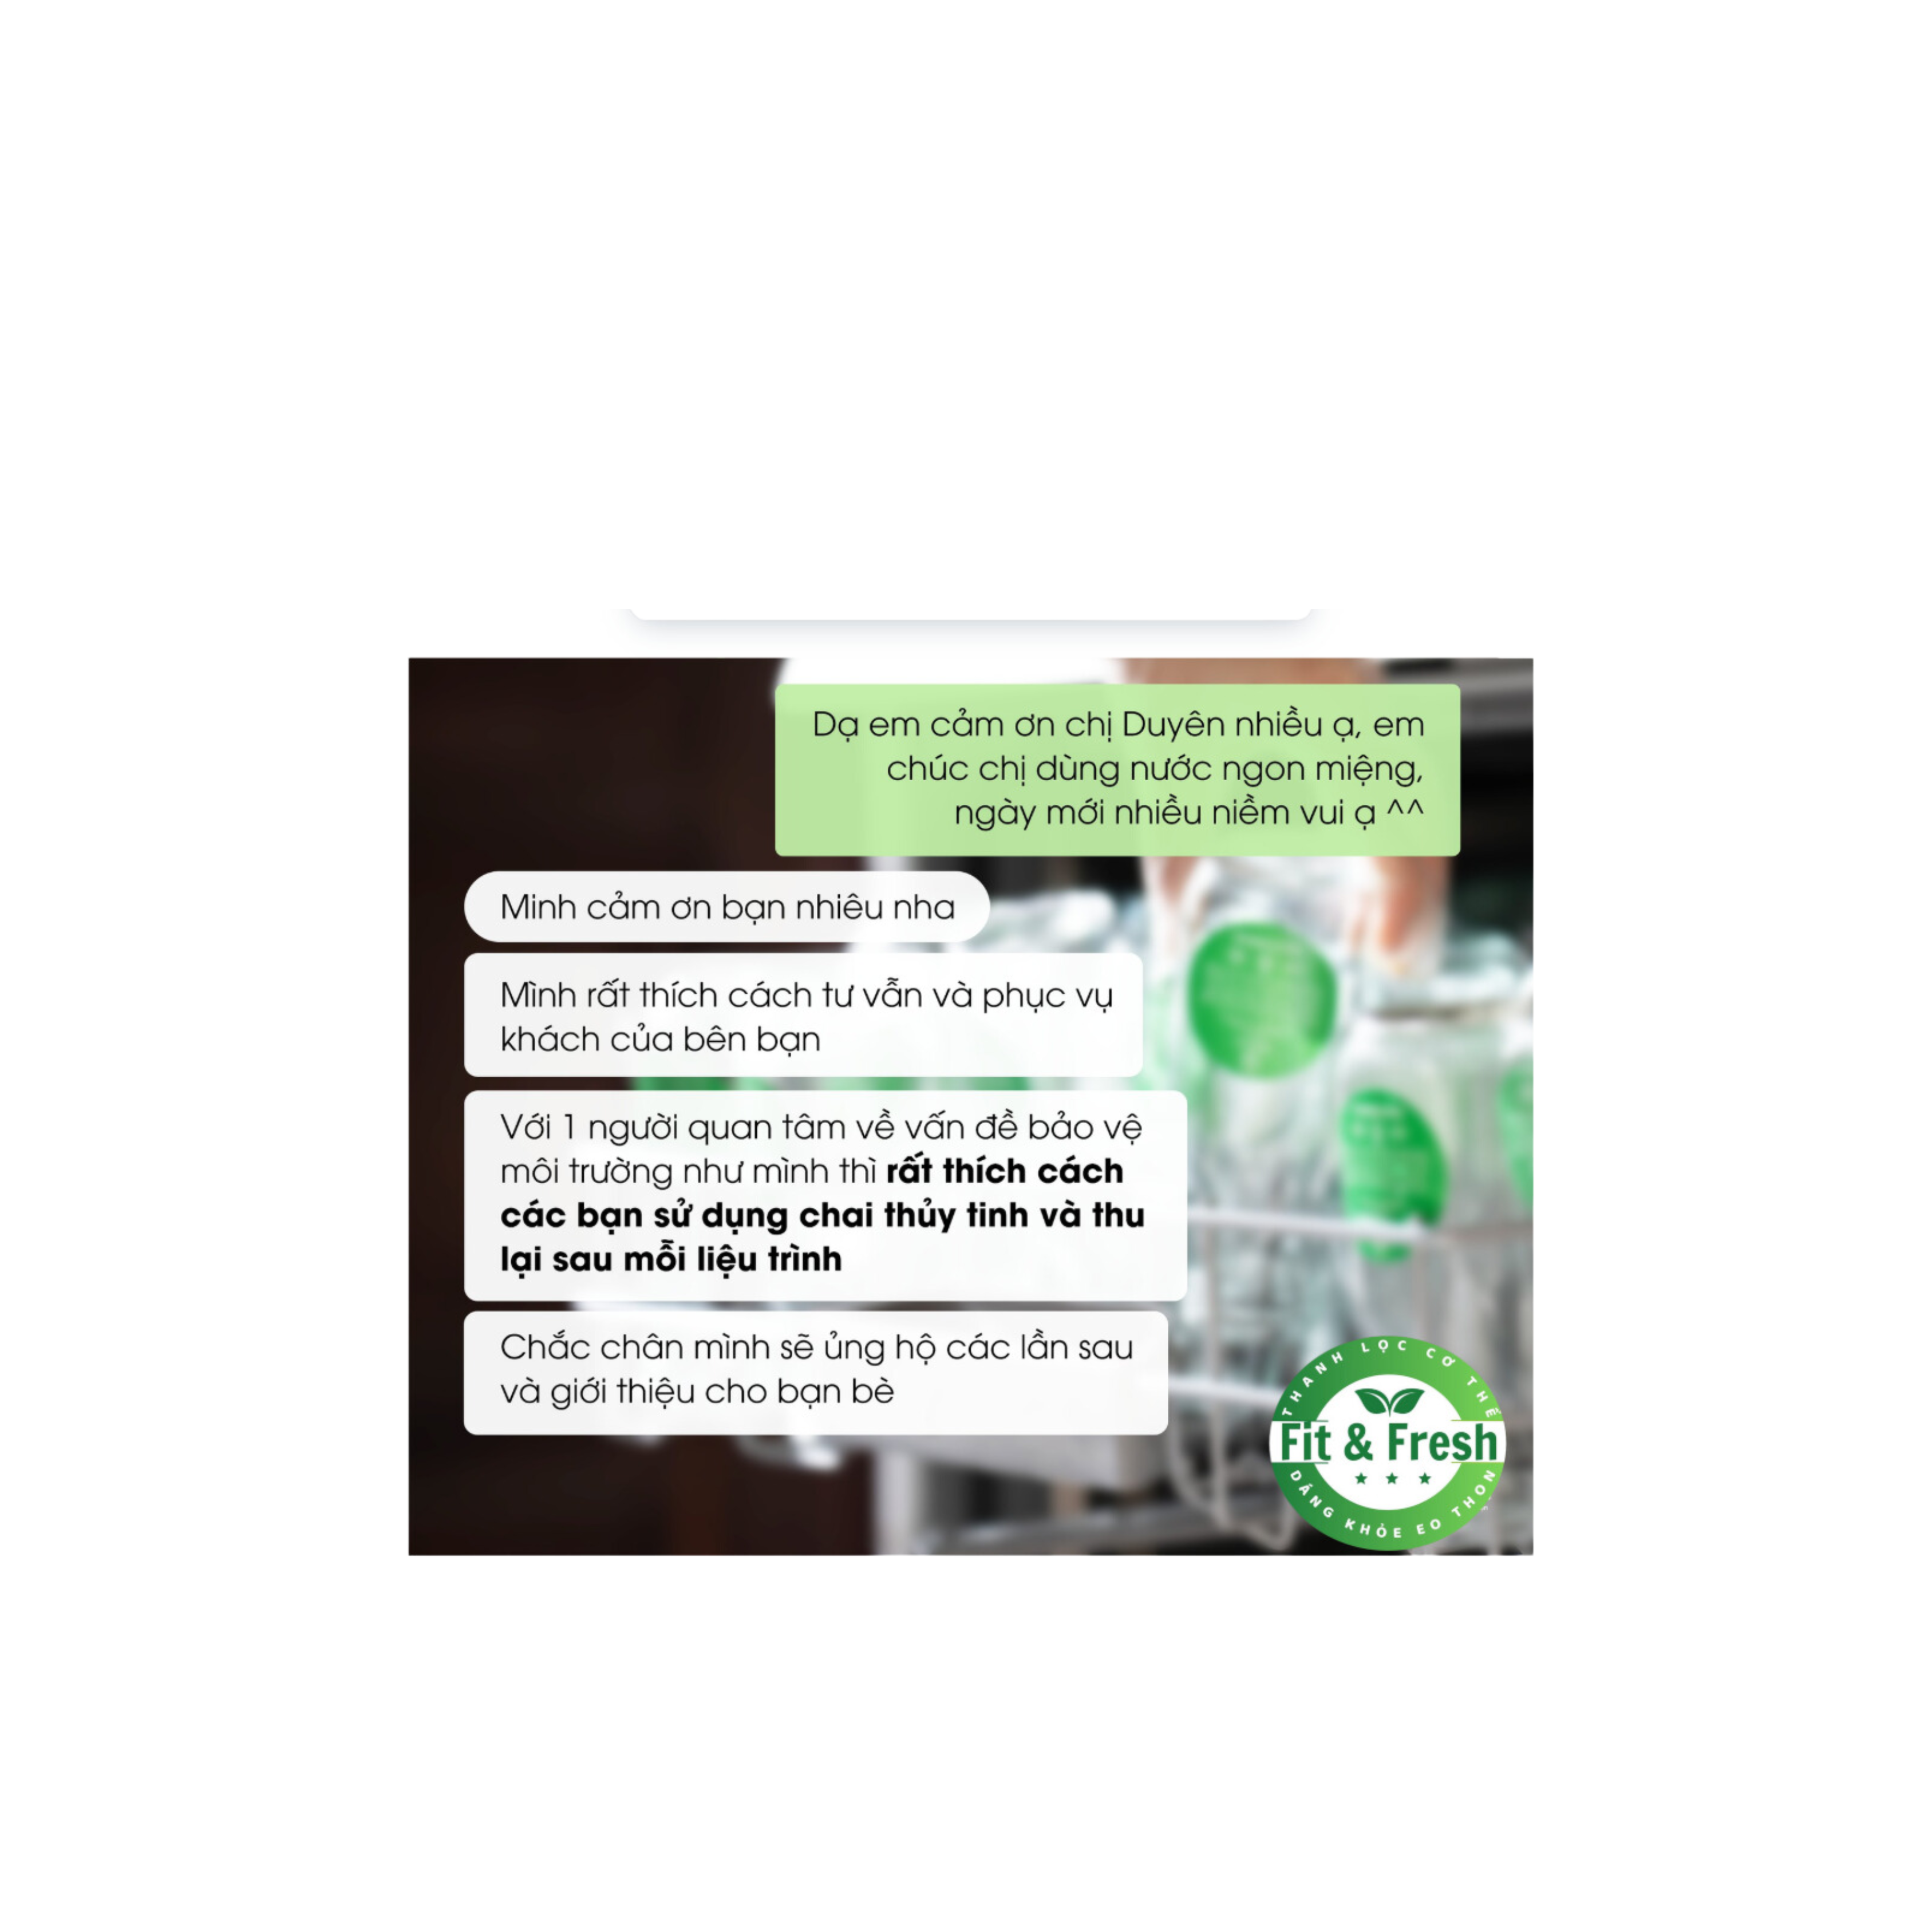 Dạ em cảm ơn chị Duyên nhiều ạ, em
chúc chị dùng nước ngon miệng,
ngày mới nhiều niềm vui ạ ^^
Minh cảm ơn bạn nhiêu nha
Mình rất thích cách tư vẫn và phục vụ
khách của bên bạn
Với 1 người quan tâm về vấn đề bảo vệ
môi trường như mình thì rất thích cách
các bạn sử dụng chai thủy tinh và thu
lại sau mỗi liệu trình
Chắc chân mình sẽ ủng hộ các lần sau
và giới thiệu cho bạn bè
THANH LỌC CƠ THỂ
Fit & Fresh
DÁNG KHỎE EO THON